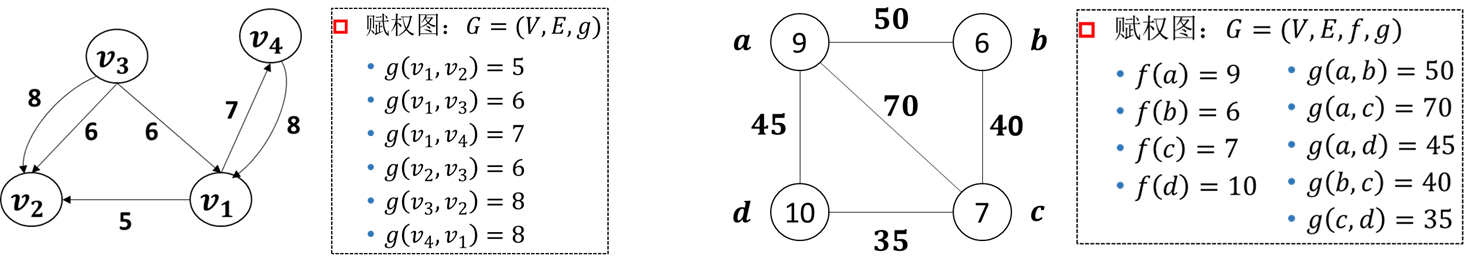 v₃
v₄
8
6
6
7
8
v₂
v₁
5
赋权图：G = (V, E, g)
• g(v₁, v₂) = 5
• g(v₁, v₃) = 6
• g(v₁, v₄) = 7
• g(v₂, v₃) = 6
• g(v₃, v₂) = 8
• g(v₄, v₁) = 8
50
a
9
6
b
45
70
40
d
10
7
c
35
赋权图：G = (V, E, f, g)
• f(a) = 9
• f(b) = 6
• f(c) = 7
• f(d) = 10
• g(a, b) = 50
• g(a, c) = 70
• g(a, d) = 45
• g(b, c) = 40
• g(c, d) = 35